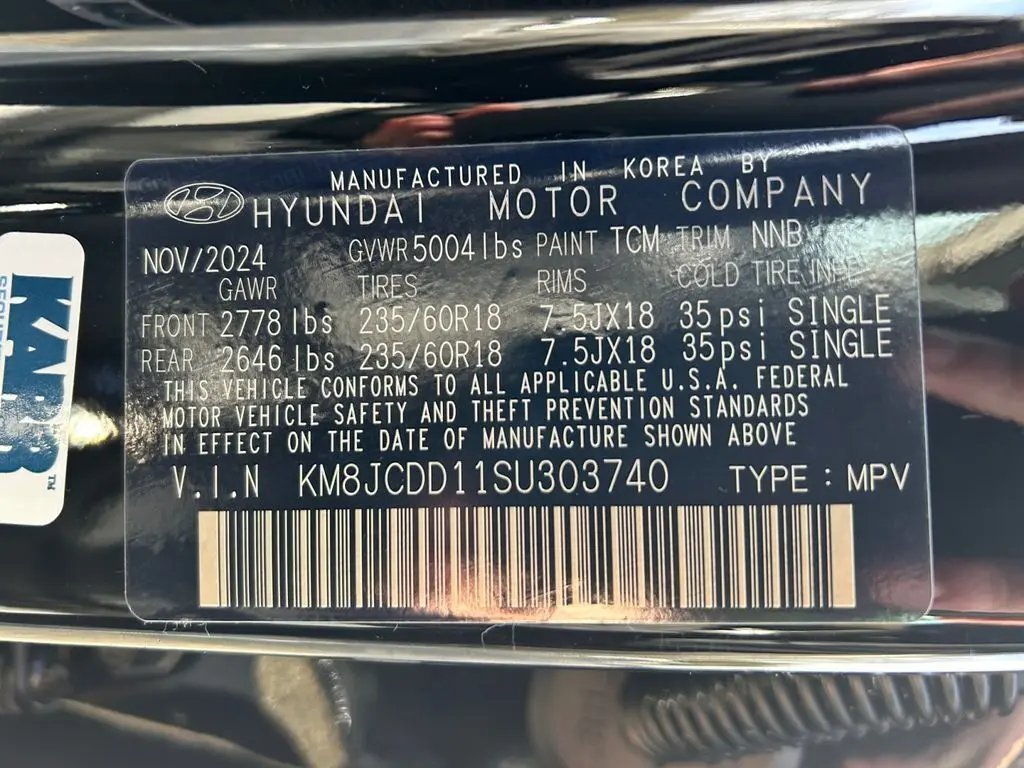 MANUFACTURED IN KOREA BY
HYUNDAI MOTOR COMPANY
NOV/2024 GVWR 5004 lbs PAINT TCM TRIM NNB
GAWR TIRES RIMS COLD TIRE INF.
FRONT 2778 lbs 235/60R18 7.5JX18 35psi SINGLE
REAR 2646 lbs 235/60R18 7.5JX18 35psi SINGLE
THIS VEHICLE CONFORMS TO ALL APPLICABLE U.S.A. FEDERAL
MOTOR VEHICLE SAFETY AND THEFT PREVENTION STANDARDS
IN EFFECT ON THE DATE OF MANUFACTURE SHOWN ABOVE
V.I.N KM8JCDD11SU303740 TYPE : MPV